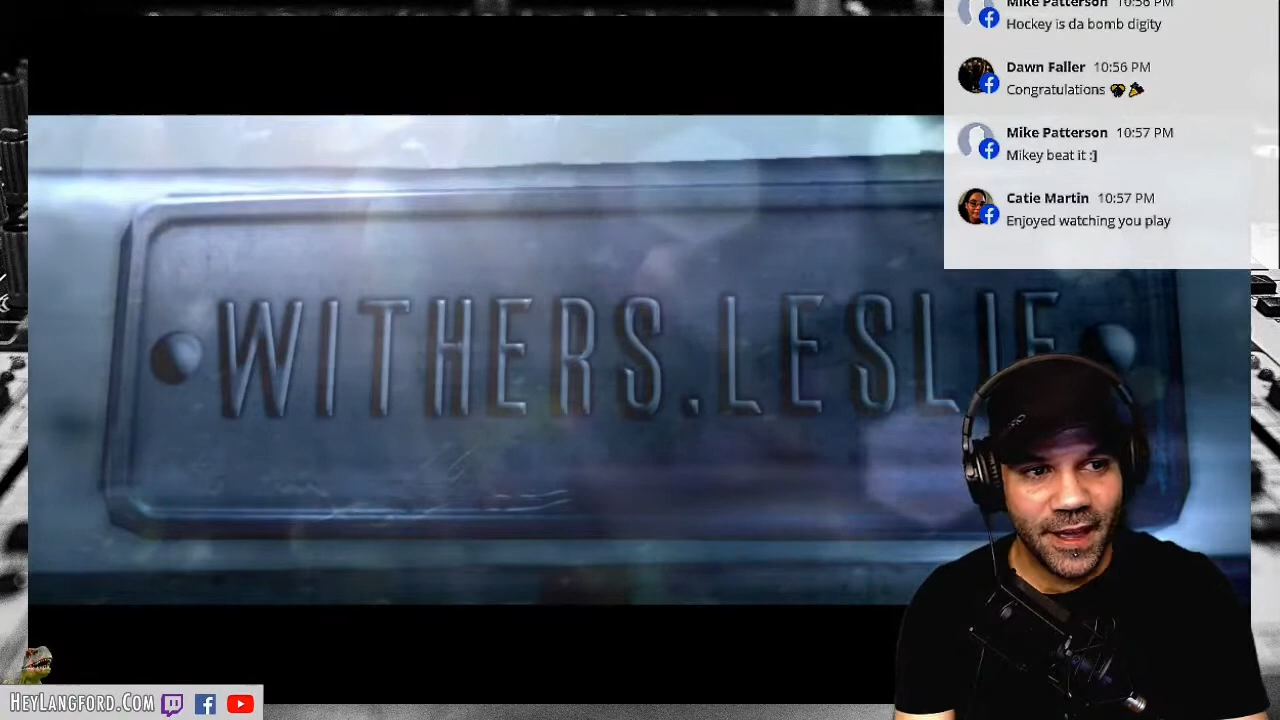 Mike Patterson 10:56 PM
Hockey is da bomb digity
Dawn Faller 10:56 PM
Congratulations
Mike Patterson 10:57 PM
Mikey beat it :]
Catie Martin 10:57 PM
Enjoyed watching you play
WITHERS.LESLIE
HeyLangford.Com